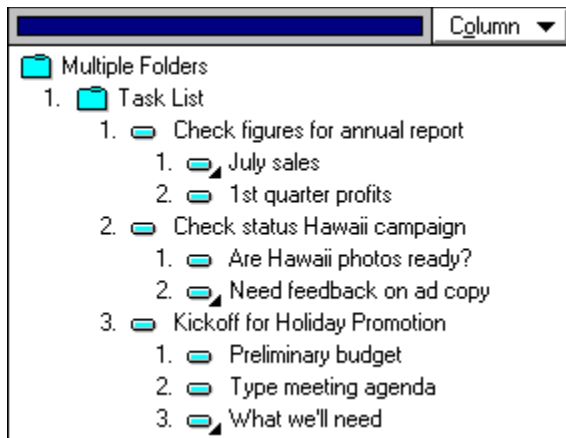 Column
Multiple Folders
1. Task List
1. Check figures for annual report
1. July sales
2. 1st quarter profits
2. Check status Hawaii campaign
1. Are Hawaii photos ready?
2. Need feedback on ad copy
3. Kickoff for Holiday Promotion
1. Preliminary budget
2. Type meeting agenda
3. What we'll need